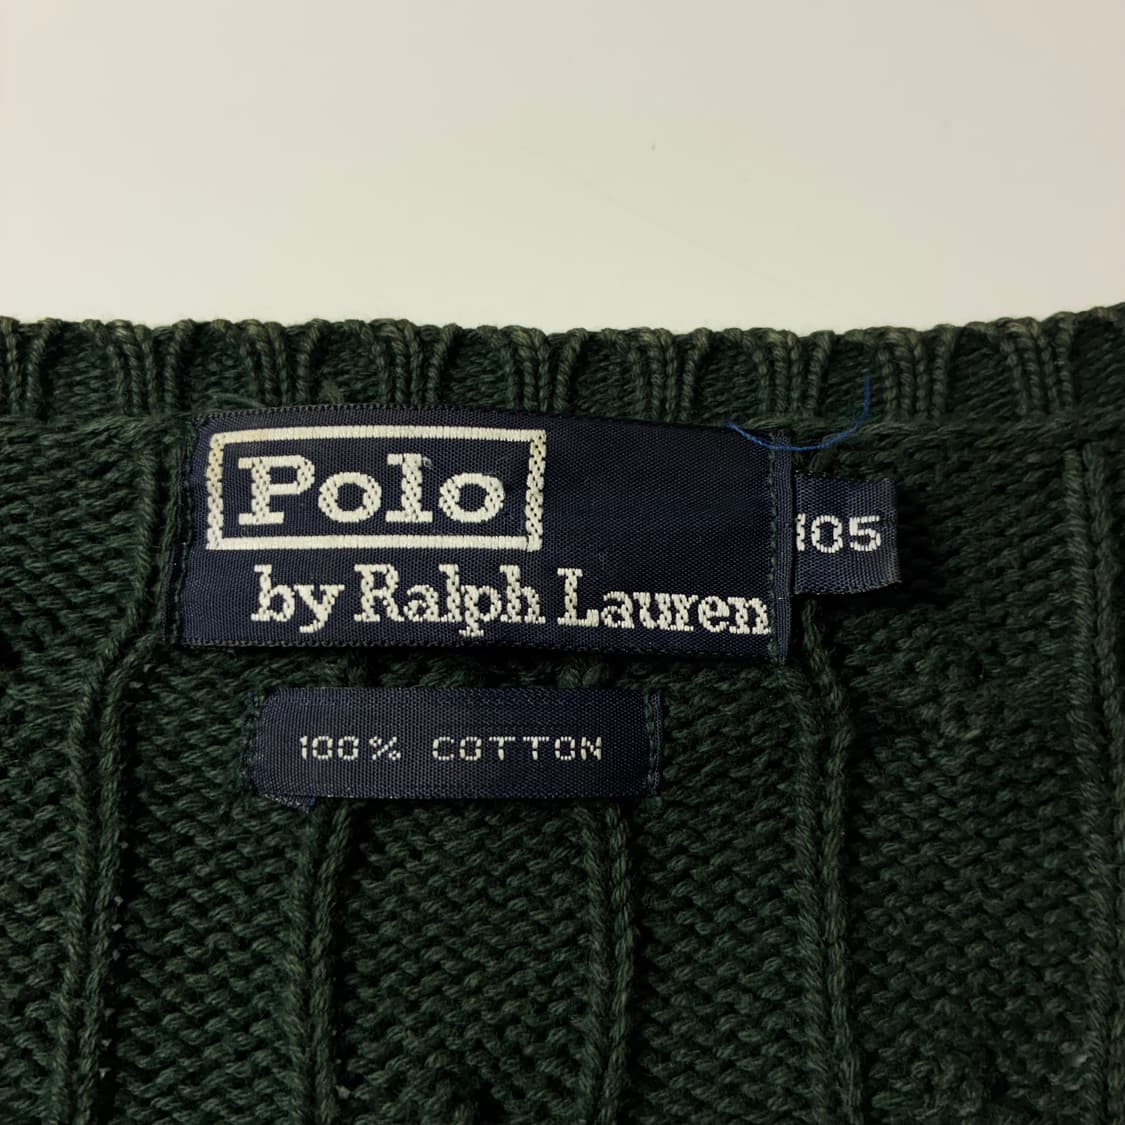 Polo
by Ralph Lauren
105
100% COTTON